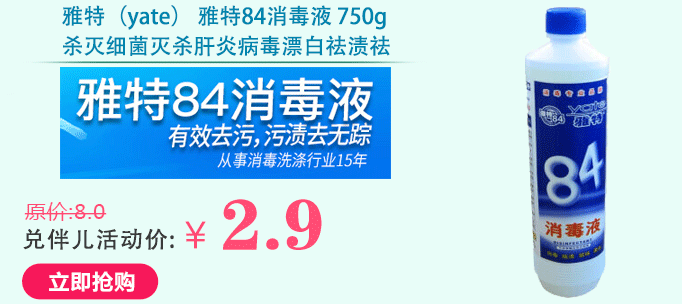 雅特（yate） 雅特84消毒液 750g
杀灭细菌灭杀肝炎病毒漂白祛渍祛
雅特84消毒液
有效去污,污渍去无踪
从事消毒洗涤行业15年
原价:8.0
兑伴儿活动价: ¥ 2.9
立即抢购
yate
雅特84
雅特
84
消毒液